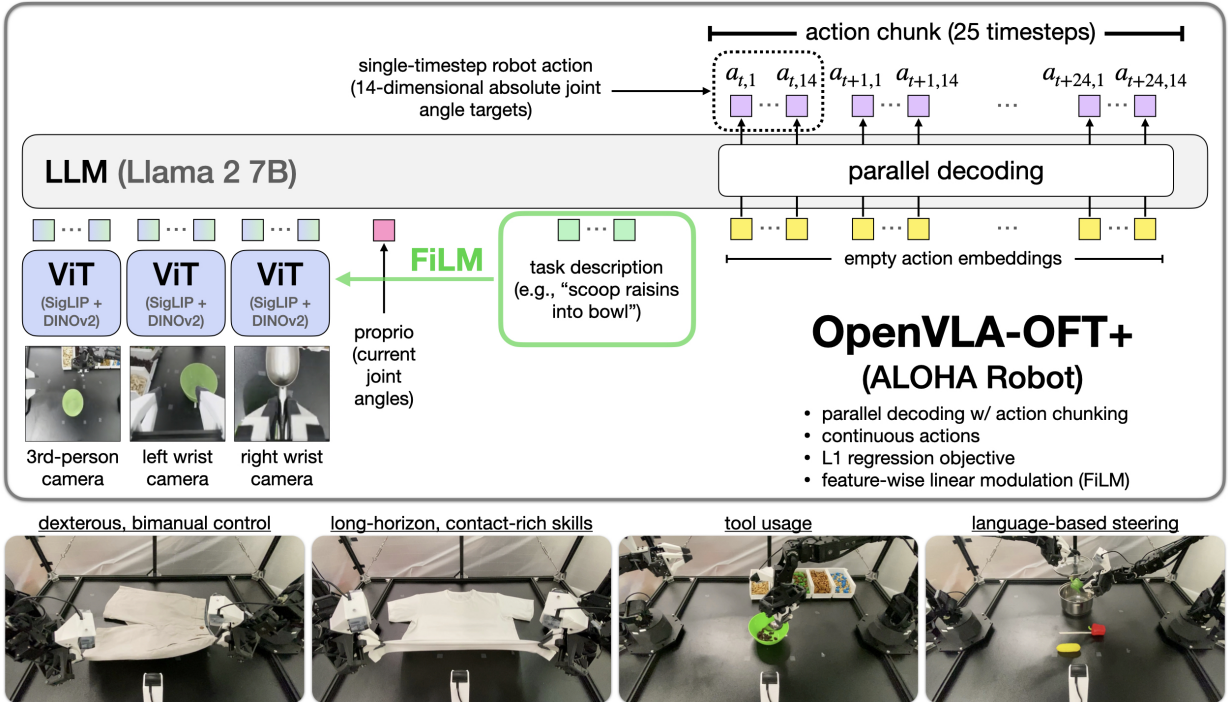 action chunk (25 timesteps)
single-timestep robot action
(14-dimensional absolute joint
angle targets)
a_{t,1} a_{t,14} a_{t+1,1} a_{t+1,14} ... a_{t+24,1} a_{t+24,14}
LLM (Llama 2 7B)
parallel decoding
ViT
(SigLIP +
DINOv2)
ViT
(SigLIP +
DINOv2)
ViT
(SigLIP +
DINOv2)
3rd-person
camera
left wrist
camera
right wrist
camera
proprio
(current
joint
angles)
FiLM
task description
(e.g., “scoop raisins
into bowl”)
empty action embeddings
OpenVLA-OFT+
(ALOHA Robot)
• parallel decoding w/ action chunking
• continuous actions
• L1 regression objective
• feature-wise linear modulation (FiLM)
dexterous, bimanual control
long-horizon, contact-rich skills
tool usage
language-based steering